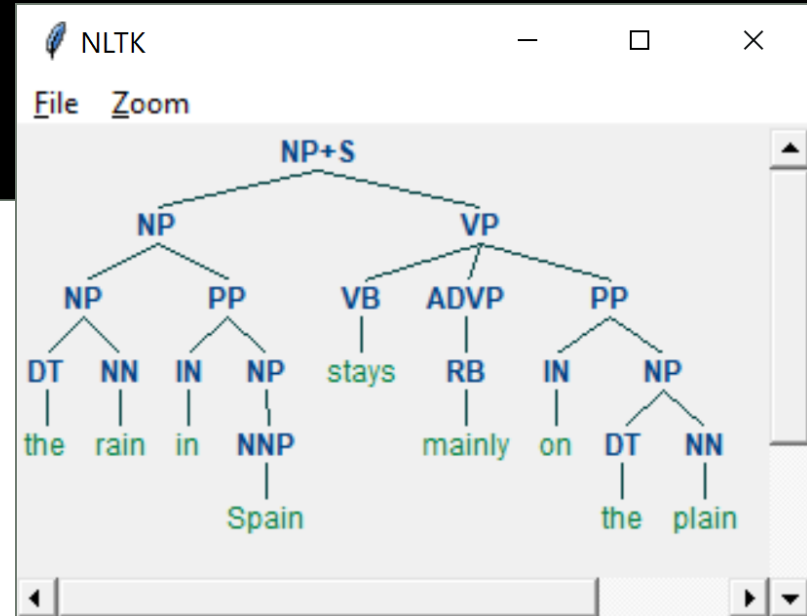 NLTK
File Zoom
NP+S
NP VP
NP PP VB ADVP PP
DT NN IN NP stays RB IN NP
the rain in NNP mainly on DT NN
Spain the plain